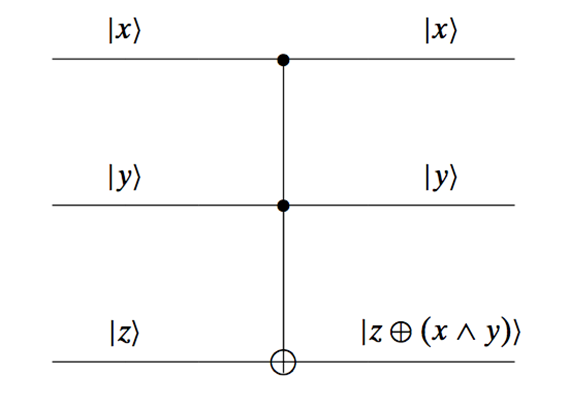 |x⟩ |x⟩
|y⟩ |y⟩
|z⟩ |z ⊕ (x ∧ y)⟩